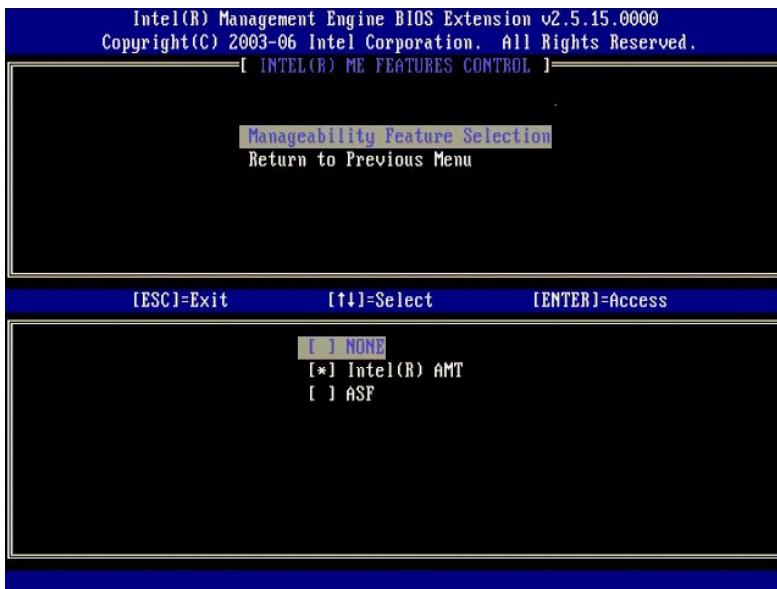 Intel(R) Management Engine BIOS Extension v2.5.15.0000
Copyright(C) 2003-06 Intel Corporation. All Rights Reserved.
[ INTEL(R) ME FEATURES CONTROL ]
Manageability Feature Selection
Return to Previous Menu
[ESC]=Exit [↑↓]=Select [ENTER]=Access
[ ] NONE
[*] Intel(R) AMT
[ ] ASF